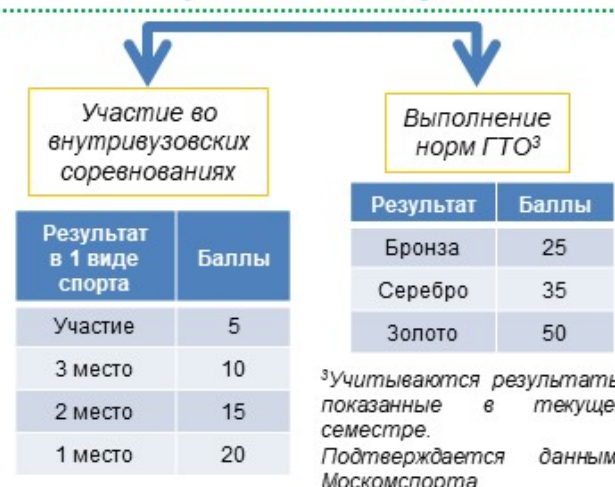 Участие во
внутривузовских
соревнованиях
Результат
в 1 виде
спорта
Баллы
Участие 5
3 место 10
2 место 15
1 место 20
Выполнение
норм ГТО³
Результат Баллы
Бронза 25
Серебро 35
Золото 50
³Учитываются результаты
показанные в текуще
семестре.
Подтверждается данным
Москомспорта